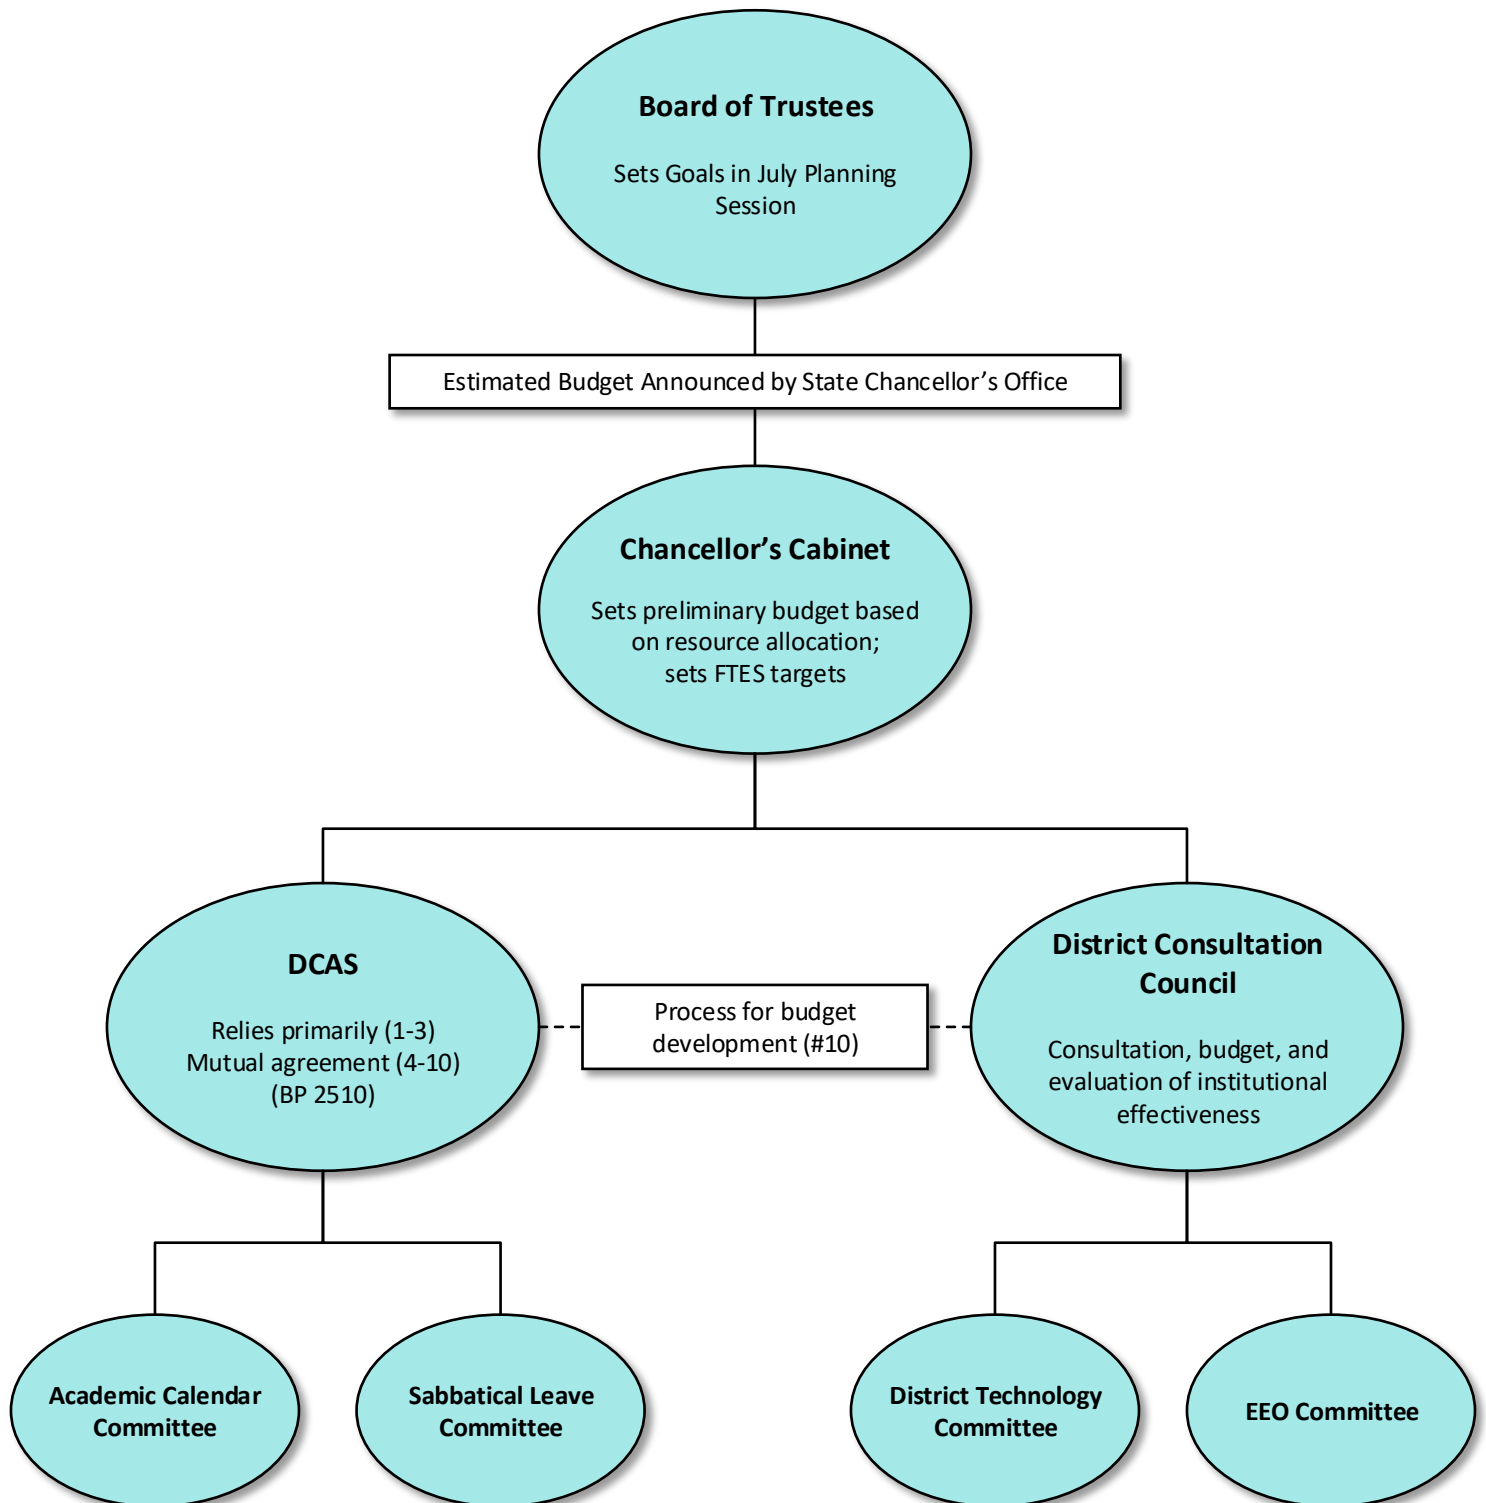 Board of Trustees
Sets Goals in July Planning
Session
Estimated Budget Announced by State Chancellor’s Office
Chancellor’s Cabinet
Sets preliminary budget based
on resource allocation;
sets FTES targets
DCAS
Relies primarily (1-3)
Mutual agreement (4-10)
(BP 2510)
Process for budget
development (#10)
District Consultation
Council
Consultation, budget, and
evaluation of institutional
effectiveness
Academic Calendar
Committee
Sabbatical Leave
Committee
District Technology
Committee
EEO Committee